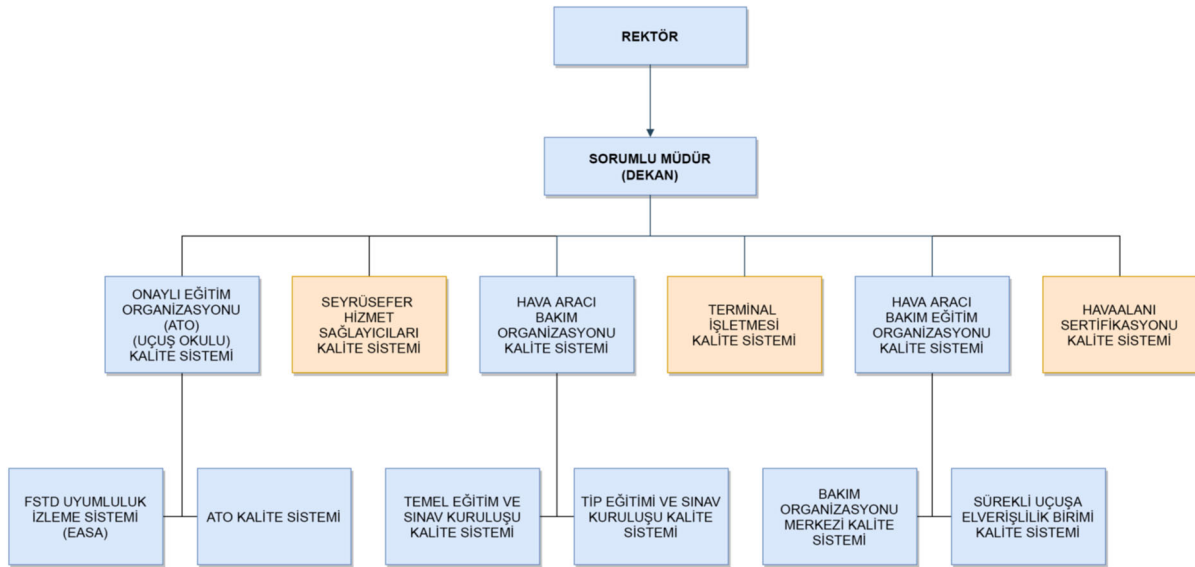 REKTÖR
SORUMLU MÜDÜR
(DEKAN)
ONAYLI EĞİTİM
ORGANİZASYONU
(ATO)
(UÇUŞ OKULU)
KALİTE SİSTEMİ
SEYRÜSEFER
HİZMET
SAĞLAYICILARI
KALİTE SİSTEMİ
HAVA ARACI
BAKIM
ORGANİZASYONU
KALİTE SİSTEMİ
TERMİNAL
İŞLETMESİ
KALİTE SİSTEMİ
HAVA ARACI
BAKIM EĞİTİM
ORGANİZASYONU
KALİTE SİSTEMİ
HAVAALANI
SERTİFİKASYONU
KALİTE SİSTEMİ
FSTD UYUMLULUK
İZLEME SİSTEMİ
(EASA)
ATO KALİTE SİSTEMİ
TEMEL EĞİTİM VE
SINAV KURULUŞU
KALİTE SİSTEMİ
TİP EĞİTİMİ VE SINAV
KURULUŞU KALİTE
SİSTEMİ
BAKIM
ORGANİZASYONU
MERKEZİ KALİTE
SİSTEMİ
SÜREKLİ UÇUŞA
ELVERİŞLİLİK BİRİMİ
KALİTE SİSTEMİ